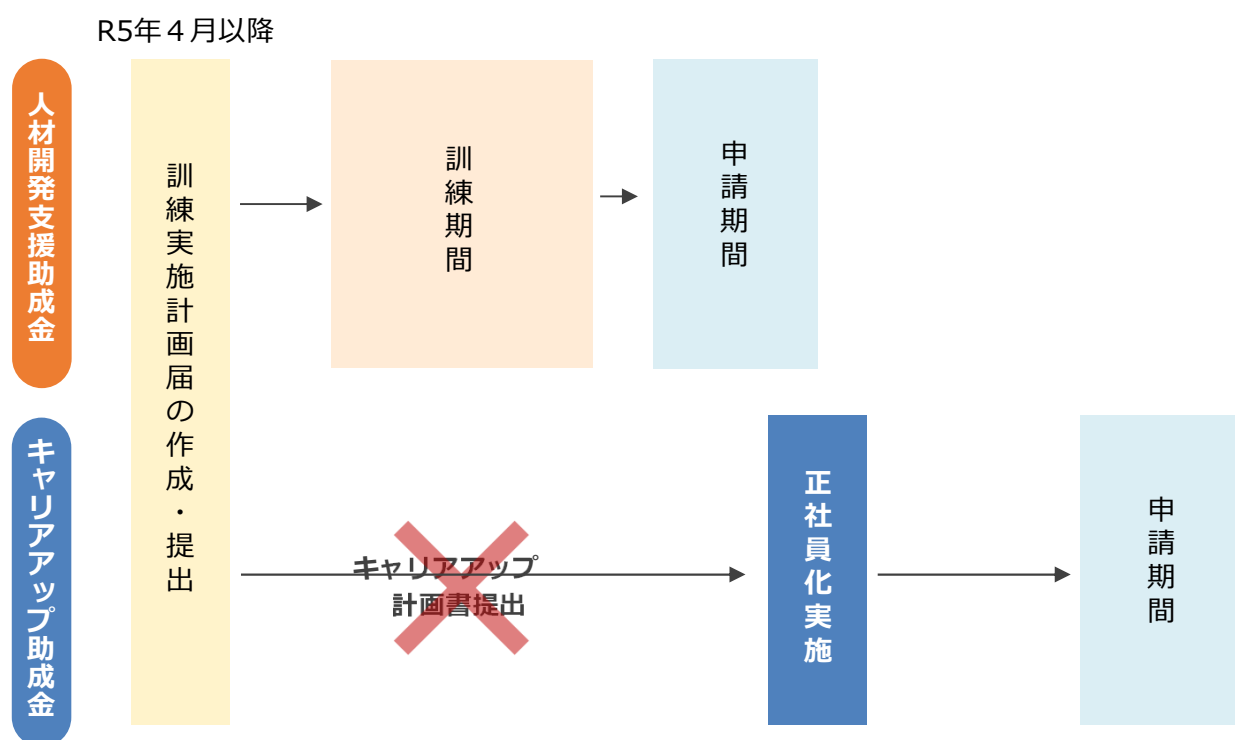 R5年４月以降
人材開発支援助成金
訓練実施計画届の作成・提出
訓練期間
申請期間
キャリアアップ助成金
キャリアアップ
計画書提出
正社員化実施
申請期間